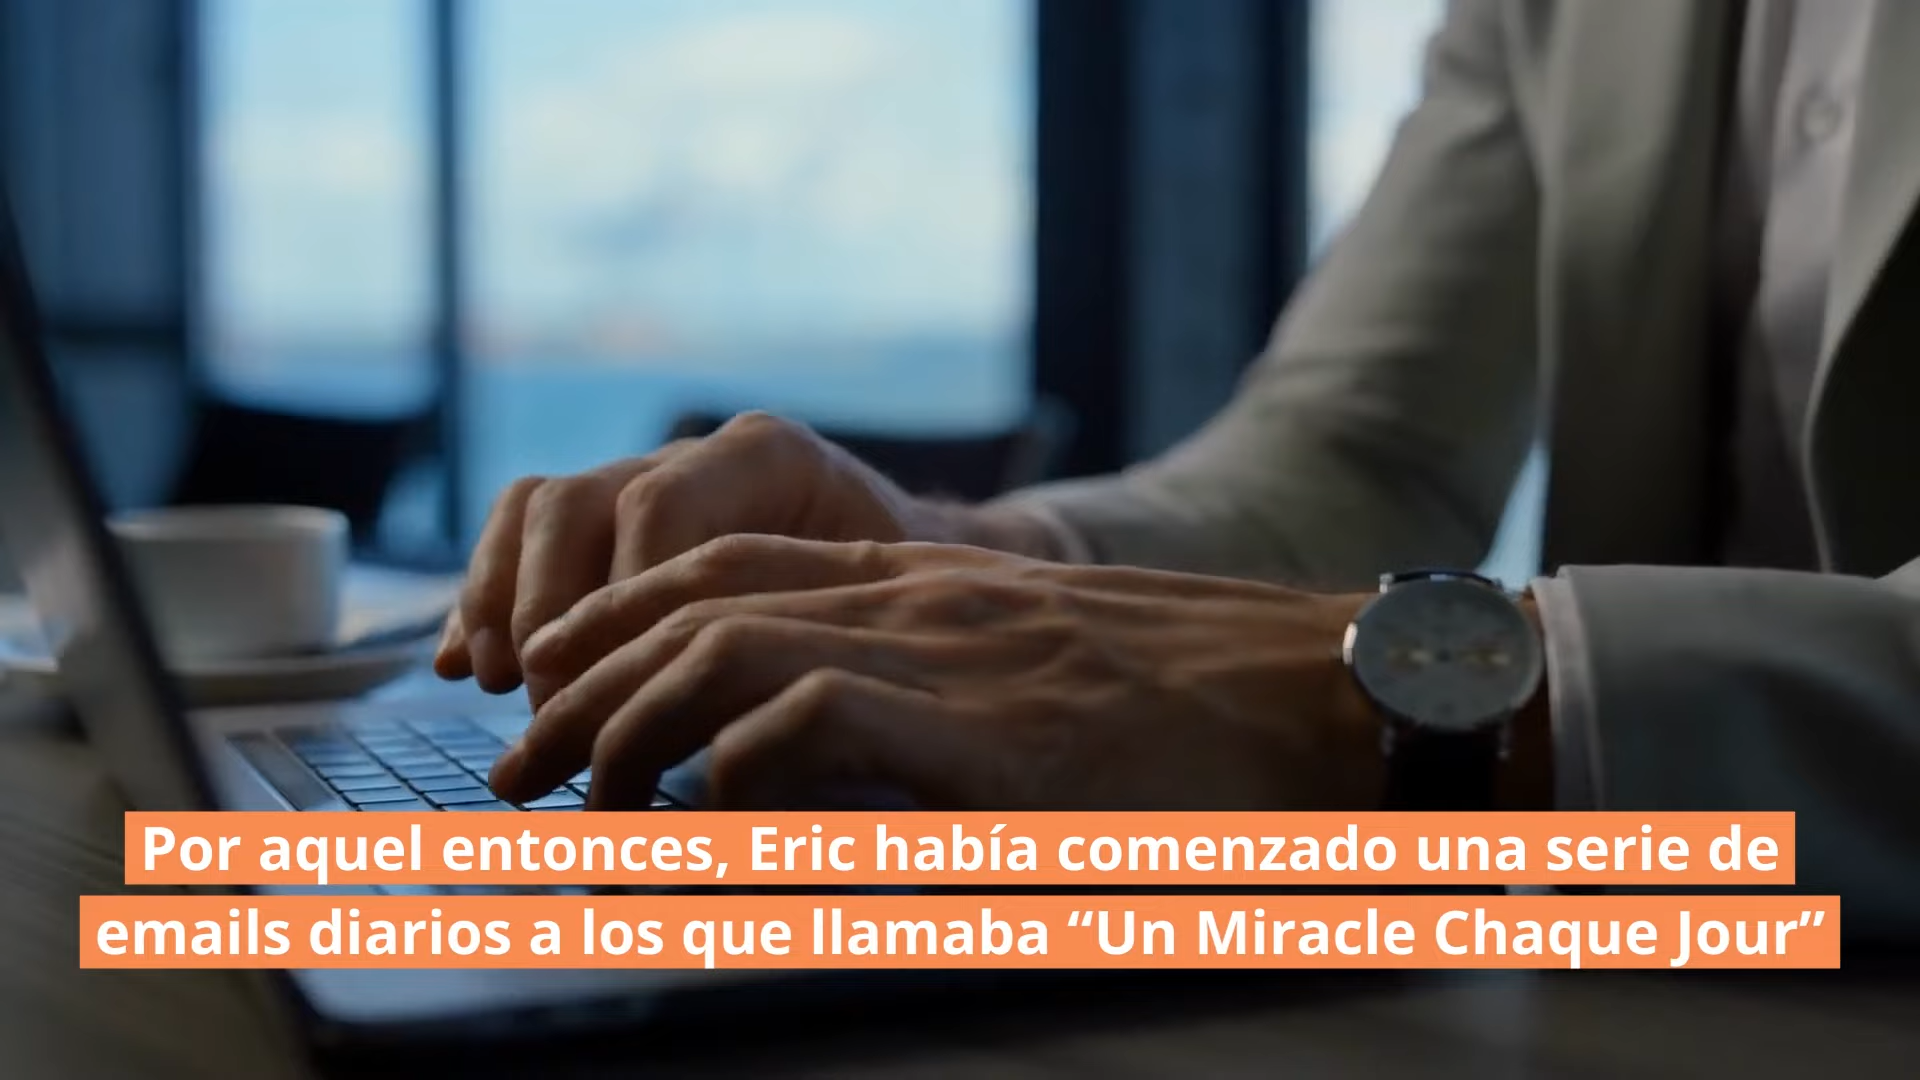 Por aquel entonces, Eric había comenzado una serie de
emails diarios a los que llamaba “Un Miracle Chaque Jour”